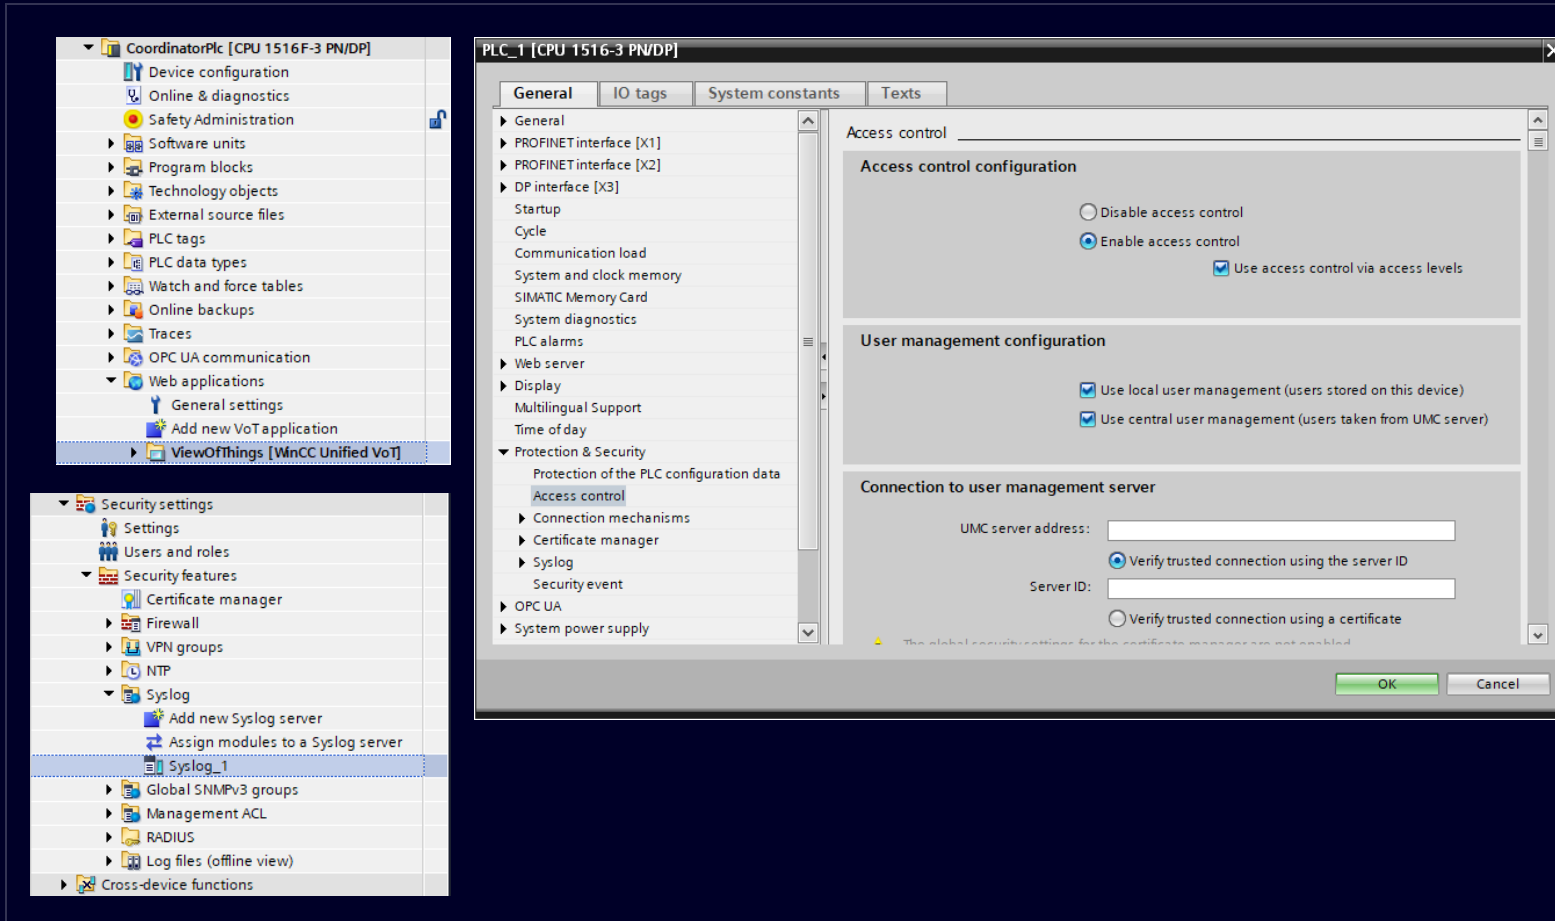 CoordinatorPlc [CPU 1516F-3 PN/DP]
Device configuration
Online & diagnostics
Safety Administration
Software units
Program blocks
Technology objects
External source files
PLC tags
PLC data types
Watch and force tables
Online backups
Traces
OPC UA communication
Web applications
General settings
Add new VoT application
ViewOfThings [WinCC Unified VoT]
Security settings
Settings
Users and roles
Security features
Certificate manager
Firewall
VPN groups
NTP
Syslog
Add new Syslog server
Assign modules to a Syslog server
Syslog_1
Global SNMPv3 groups
Management ACL
RADIUS
Log files (offline view)
Cross-device functions
PLC_1 [CPU 1516-3 PN/DP]
General IO tags System constants Texts
General
PROFINET interface [X1]
PROFINET interface [X2]
DP interface [X3]
Startup
Cycle
Communication load
System and clock memory
SIMATIC Memory Card
System diagnostics
PLC alarms
Web server
Display
Multilingual Support
Time of day
Protection & Security
Protection of the PLC configuration data
Access control
Connection mechanisms
Certificate manager
Syslog
Security event
OPC UA
System power supply
Access control
Access control configuration
Disable access control
Enable access control
Use access control via access levels
User management configuration
Use local user management (users stored on this device)
Use central user management (users taken from UMC server)
Connection to user management server
UMC server address:
Verify trusted connection using the server ID
Server ID:
Verify trusted connection using a certificate
The global security settings for the certificate manager are not enabled
OK Cancel